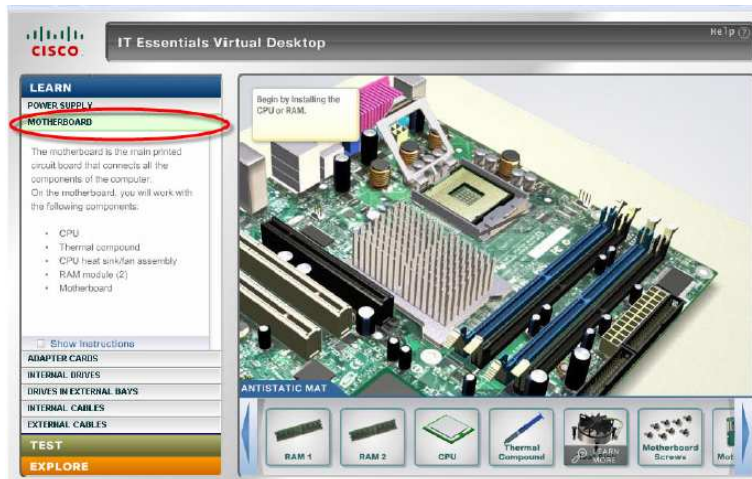 CISCO
IT Essentials Virtual Desktop
Help
LEARN
POWER SUPPLY
MOTHERBOARD
The motherboard is the main printed
circuit board that connects all the
components of the computer.
On the motherboard, you will work with
the following components:
• CPU
• Thermal compound
• CPU heat sink/fan assembly
• RAM module (2)
• Motherboard
Show Instructions
ADAPTER CARDS
INTERNAL DRIVES
DRIVES IN EXTERNAL BAYS
INTERNAL CABLES
EXTERNAL CABLES
TEST
EXPLORE
Begin by Installing the
CPU or RAM.
ANTISTATIC MAT
RAM 1
RAM 2
CPU
Thermal
Compound
LEARN
MORE
Motherboard
Screws
Mot